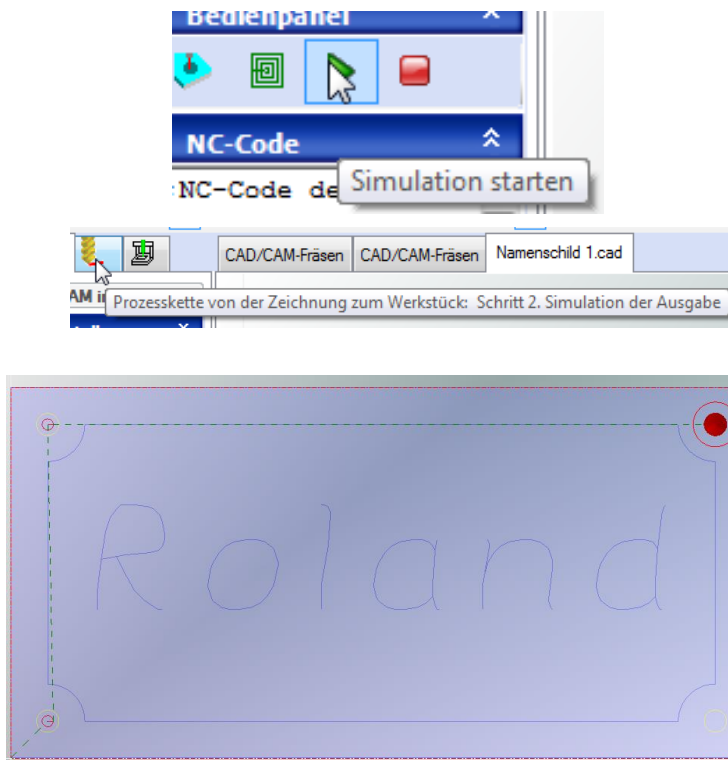 Bedienpanel
NC-Code
NC-Code de
Simulation starten
CAD/CAM-Fräsen CAD/CAM-Fräsen Namenschild 1.cad
AM i
Prozesskette von der Zeichnung zum Werkstück: Schritt 2. Simulation der Ausgabe
Roland